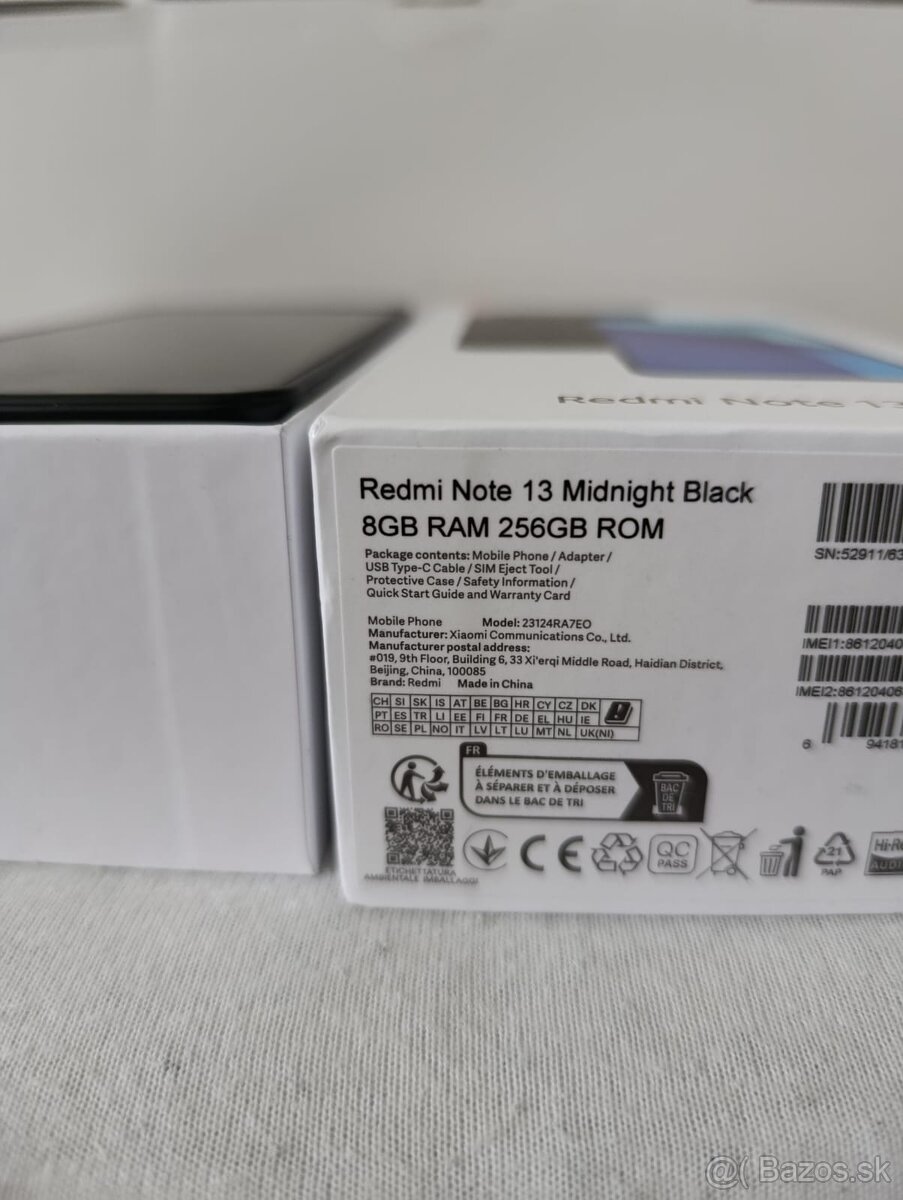 Redmi Note 13
Redmi Note 13 Midnight Black
8GB RAM 256GB ROM
Package contents: Mobile Phone / Adapter /
USB Type-C Cable / SIM Eject Tool /
Protective Case / Safety Information /
Quick Start Guide and Warranty Card
Mobile Phone Model: 23124RA7EO
Manufacturer: Xiaomi Communications Co., Ltd.
Manufacturer postal address:
#019, 9th Floor, Building 6, 33 Xi'erqi Middle Road, Haidian District,
Beijing, China, 100085
Brand: Redmi Made in China
CH SI SK IS AT BE BG HR CY CZ DK
PT ES TR LI EE FI FR DE EL HU IE
RO SE PL NO IT LV LT LU MT NL UK(NI)
FR
ÉLÉMENTS D'EMBALLAGE
À SÉPARER ET À DÉPOSER
DANS LE BAC DE TRI
BAC
DE
TRI
ETICHETTATURA
AMBIENTALE IMBALLAGGI
CE
QC
PASS
21
PAP
Hi-Re
AUDIO
SN:52911/63
IMEI1:8612040
IMEI2:86120406
6 94181
@( Bazos.sk